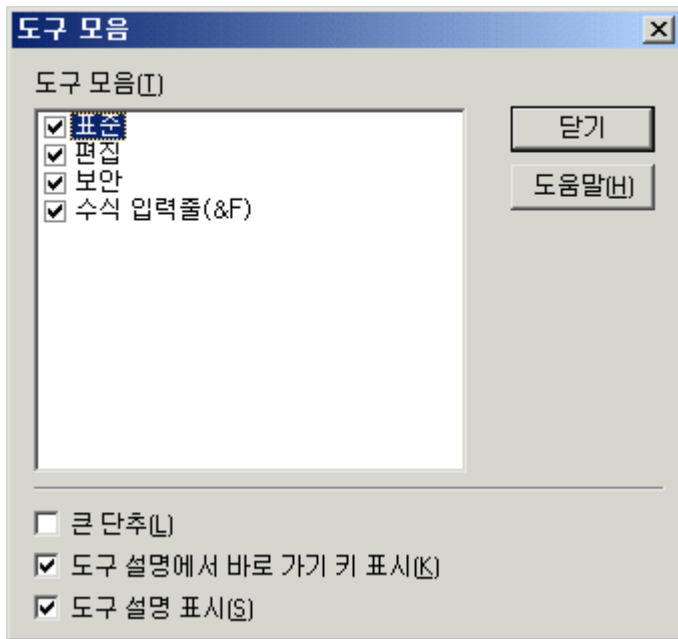 도구 모음
도구 모음(T)
표준
편집
보안
수식 입력줄(&F)
닫기
도움말(H)
큰 단추(L)
도구 설명에서 바로 가기 키 표시(K)
도구 설명 표시(S)